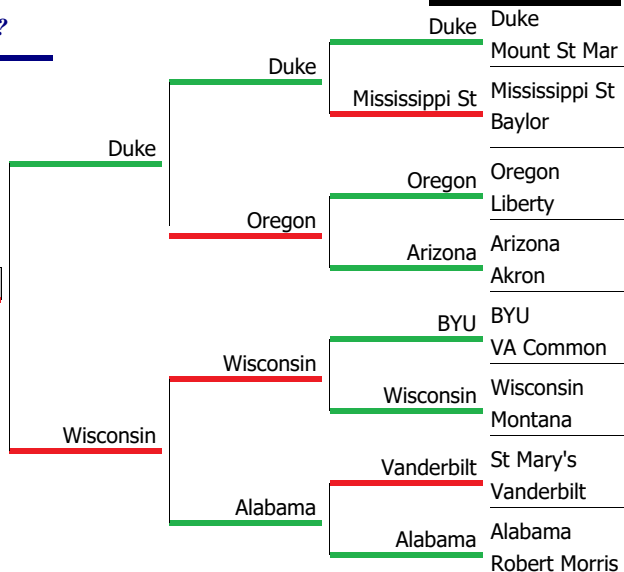 ?
Duke
Mount St Mar
Mississippi St
Baylor
Oregon
Liberty
Arizona
Akron
BYU
VA Common
Wisconsin
Montana
St Mary's
Vanderbilt
Alabama
Robert Morris
Duke
Mississippi St
Oregon
Arizona
BYU
Wisconsin
Vanderbilt
Alabama
Duke
Oregon
Wisconsin
Alabama
Duke
Wisconsin